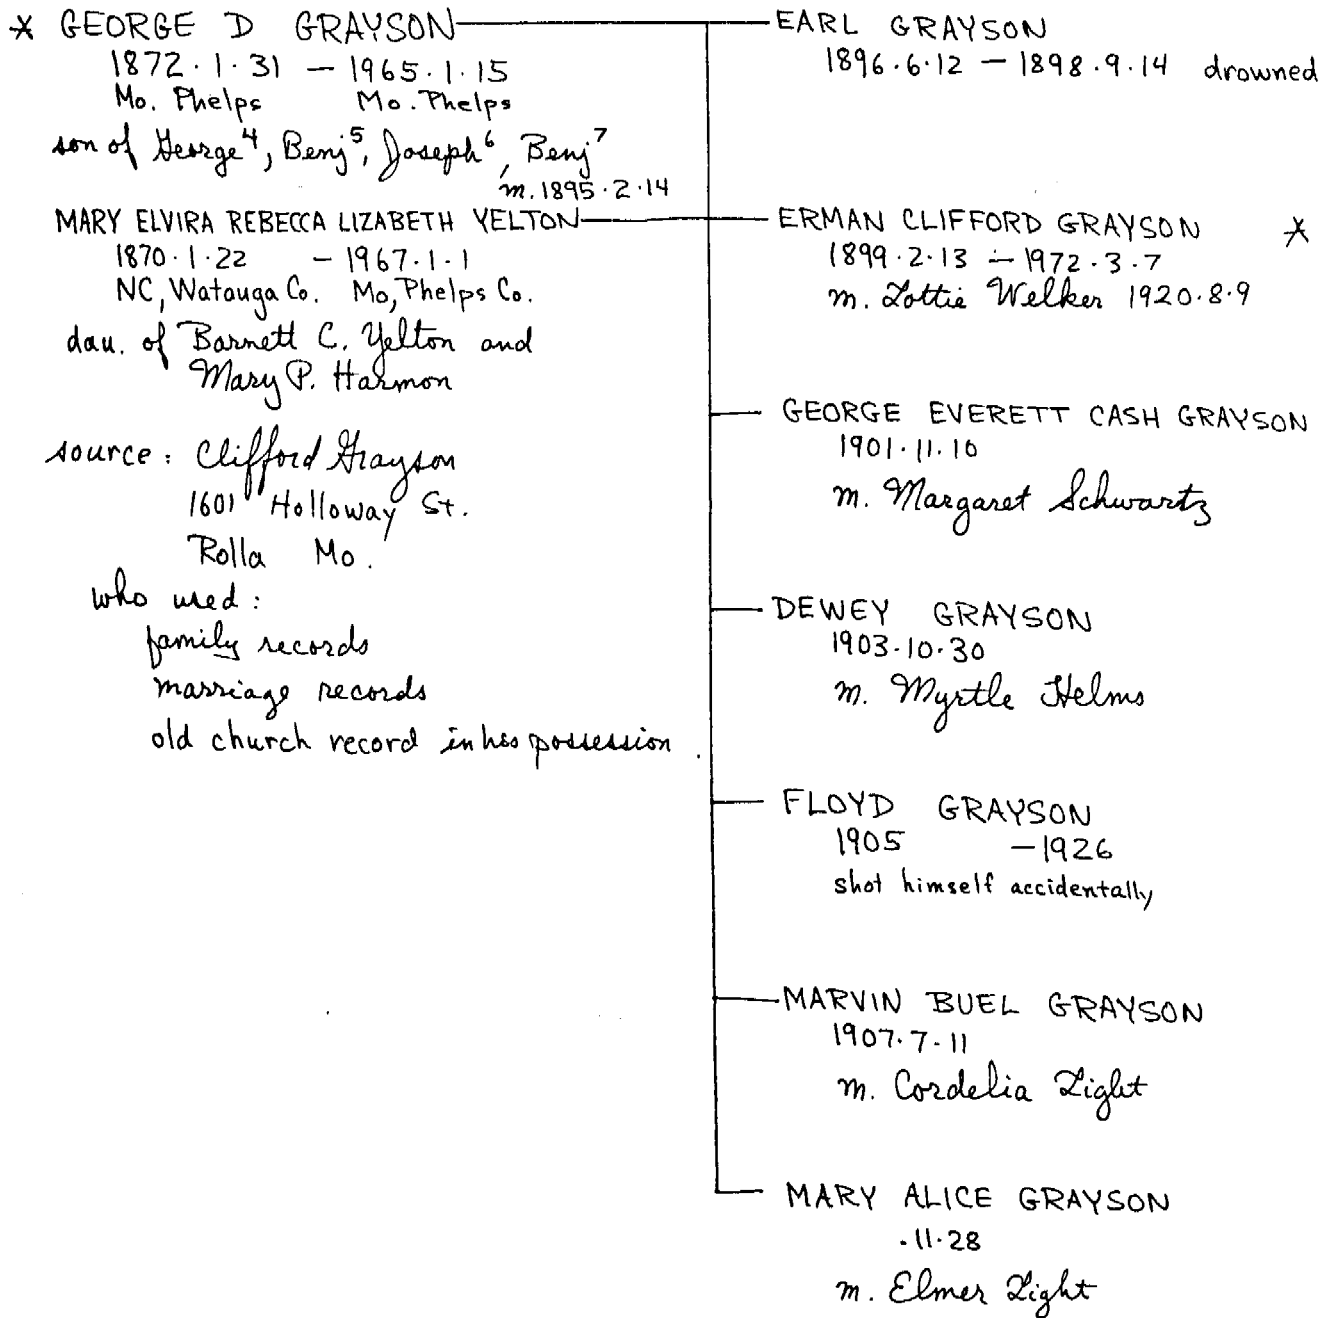 * GEORGE D GRAYSON
1872·1·31 — 1965·1·15
Mo. Phelps Mo. Phelps
son of George⁴, Benj⁵, Joseph⁶, Benj⁷
m. 1895·2·14
MARY ELVIRA REBECCA LIZABETH YELTON
1870·1·22 — 1967·1·1
NC, Watauga Co. Mo, Phelps Co.
dau. of Barnett C. Yelton and
Mary P. Harmon
source: Clifford Grayson
1601 Holloway St.
Rolla Mo.
who used:
family records
marriage records
old church record in his possession.
EARL GRAYSON
1896.6.12 — 1898.9.14 drowned
ERMAN CLIFFORD GRAYSON *
1899.2.13 — 1972.3.7
m. Lottie Welker 1920.8.9
GEORGE EVERETT CASH GRAYSON
1901.11.10
m. Margaret Schwartz
DEWEY GRAYSON
1903.10.30
m. Myrtle Helms
FLOYD GRAYSON
1905 — 1926
shot himself accidentally
MARVIN BUEL GRAYSON
1907.7.11
m. Cordelia Light
MARY ALICE GRAYSON
.11.28
m. Elmer Light